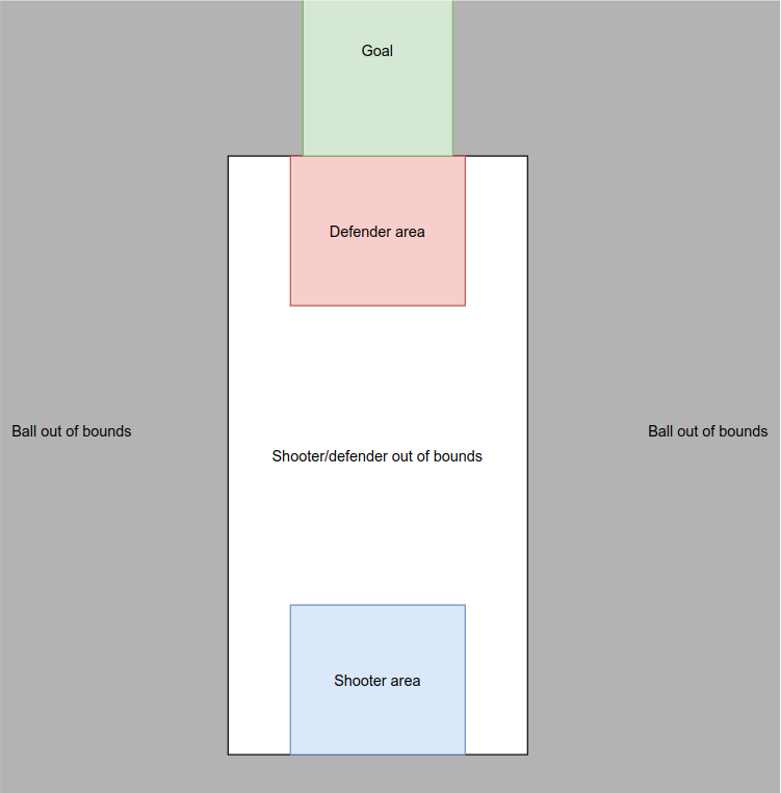 Goal
Defender area
Ball out of bounds
Ball out of bounds
Shooter/defender out of bounds
Shooter area